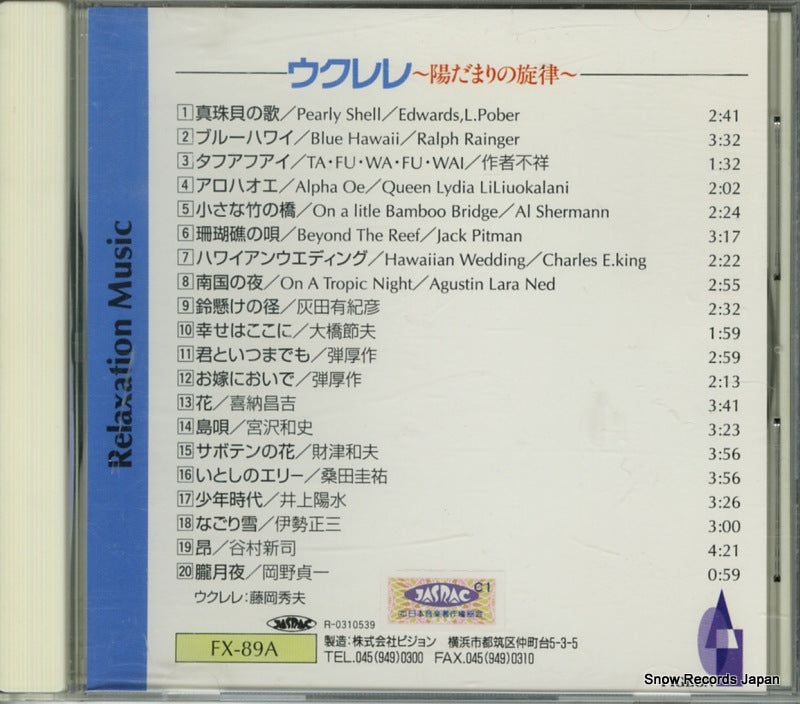 ウクレレ～陽だまりの旋律～
Relaxation Music
1 真珠貝の歌／Pearly Shell／Edwards,L.Pober 2:41
2 ブルーハワイ／Blue Hawaii／Ralph Rainger 3:32
3 タフアフアイ／TA・FU・WA・FU・WAI／作者不祥 1:32
4 アロハオエ／Alpha Oe／Queen Lydia LiLiuokalani 2:02
5 小さな竹の橋／On a litle Bamboo Bridge／Al Shermann 2:24
6 珊瑚礁の唄／Beyond The Reef／Jack Pitman 3:17
7 ハワイアンウエディング／Hawaiian Wedding／Charles E.king 2:22
8 南国の夜／On A Tropic Night／Agustin Lara Ned 2:55
9 鈴懸けの径／灰田有紀彦 2:32
10 幸せはここに／大橋節夫 1:59
11 君といつまでも／弾厚作 2:59
12 お嫁においで／弾厚作 2:13
13 花／喜納昌吉 3:41
14 島唄／宮沢和史 3:23
15 サボテンの花／財津和夫 3:56
16 いとしのエリー／桑田圭祐 3:56
17 少年時代／井上陽水 3:26
18 なごり雪／伊勢正三 3:00
19 昴／谷村新司 4:21
20 朧月夜／岡野貞一 0:59
ウクレレ：藤岡秀夫
JASRAC C1
日本音楽著作権協会
JASRAC R-0310539
FX-89A
製造：株式会社ピジョン 横浜市都筑区仲町台5-3-5
TEL.045(949)0300 FAX.045(949)0310
PIGEON
Snow Records Japan